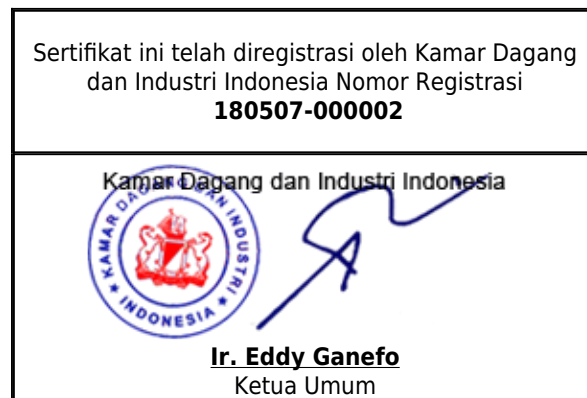 Sertifikat ini telah diregistrasi oleh Kamar Dagang
dan Industri Indonesia Nomor Registrasi
180507-000002
Kamar Dagang dan Industri Indonesia
KAMAR DAGANG DAN INDUSTRI
INDONESIA
Ir. Eddy Ganefo
Ketua Umum